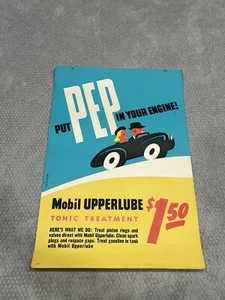 PUT PEP IN YOUR ENGINE!
Mobil UPPERLUBE
TONIC TREATMENT
$1.50
HERE'S WHAT WE DO: Treat piston rings and
valves direct with Mobil Upperlube. Clean spark
plugs and respace gaps. Treat gasoline in tank
with Mobil Upperlube